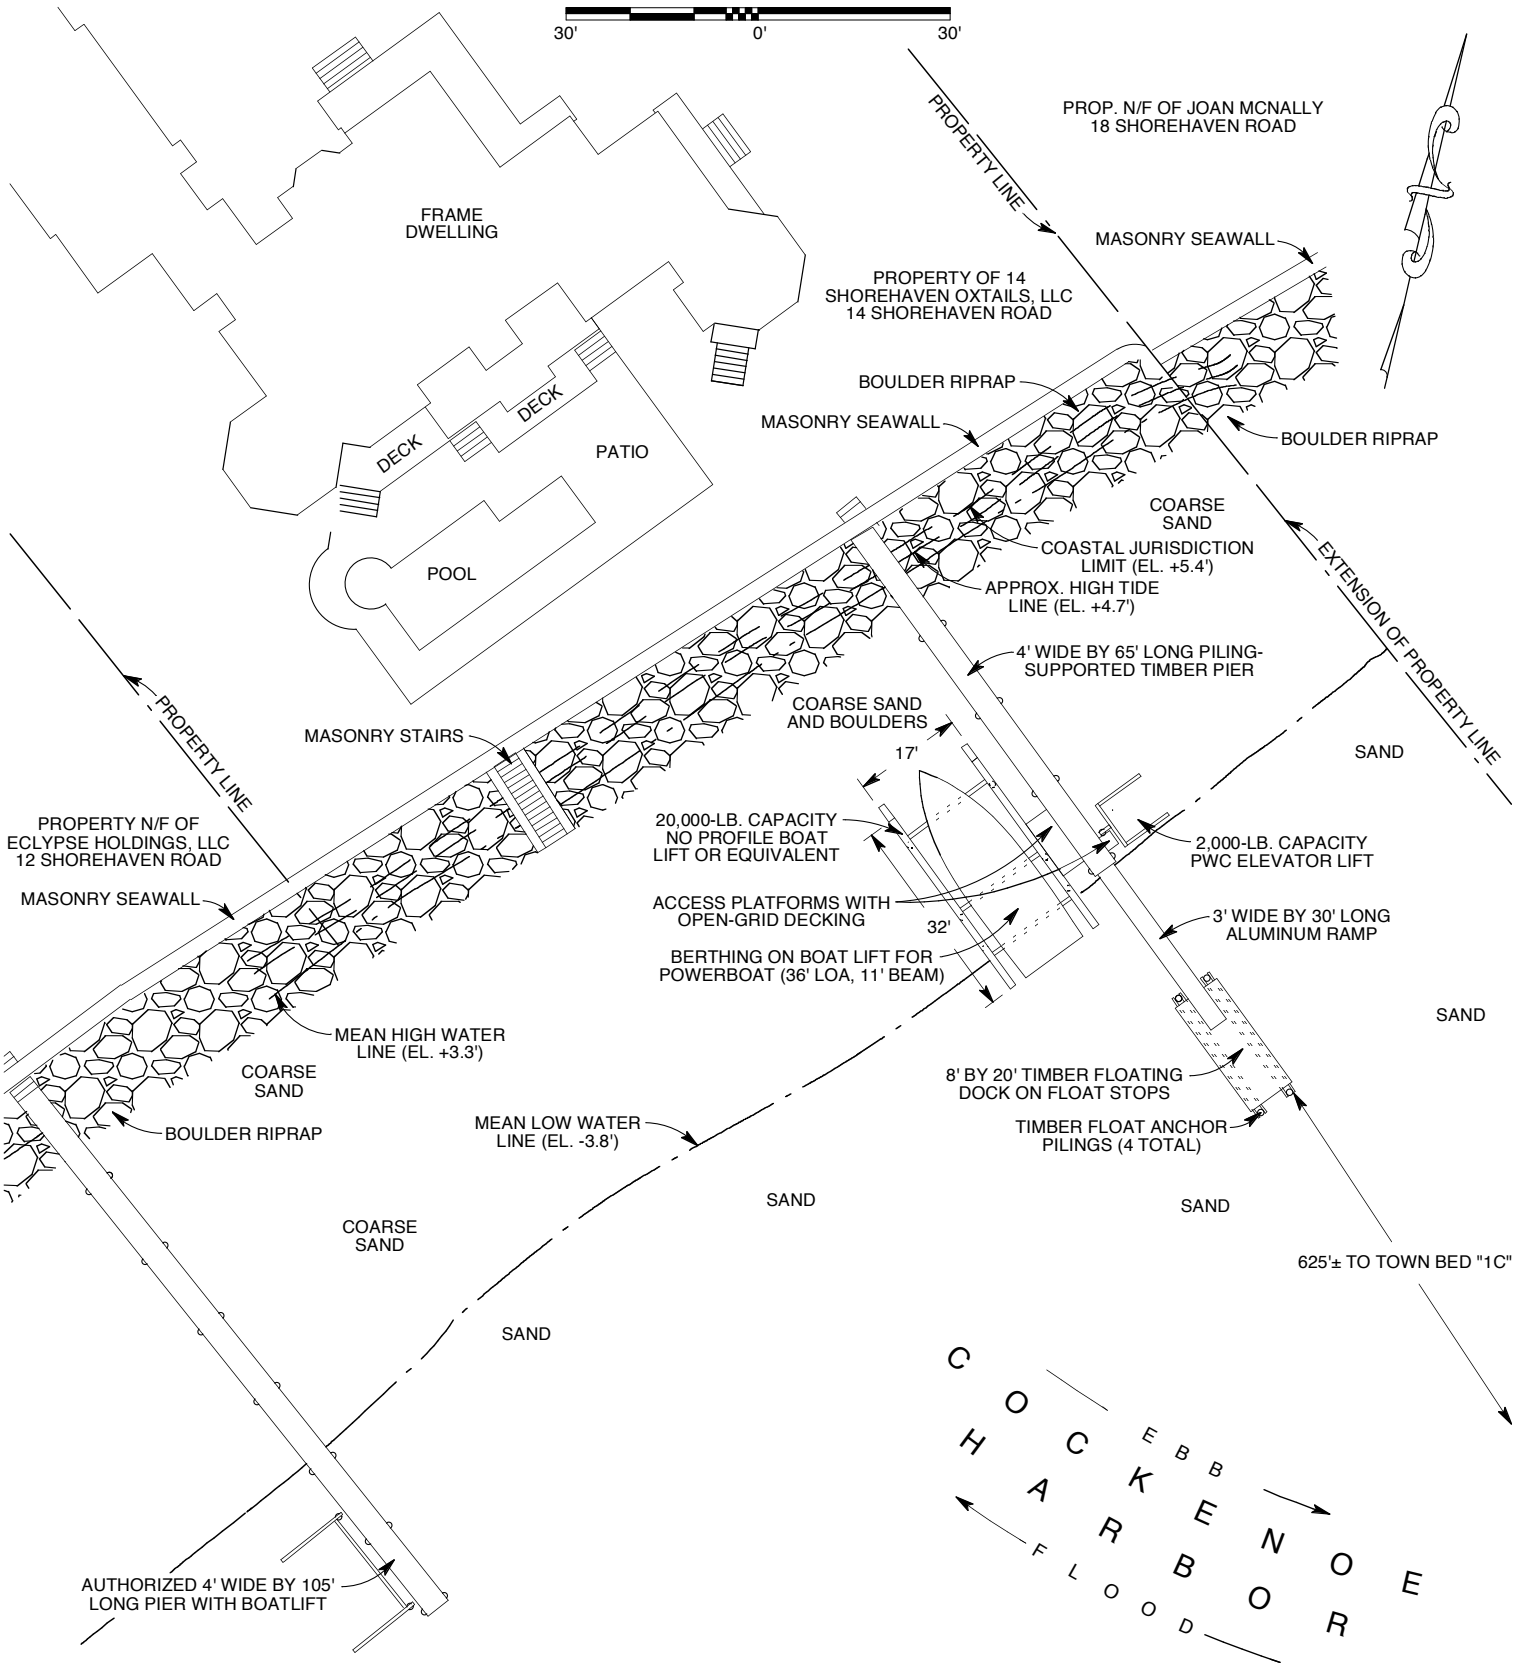 30'
0'
30'
PROP. N/F OF JOAN MCNALLY
18 SHOREHAVEN ROAD
PROPERTY LINE
FRAME
DWELLING
MASONRY SEAWALL
PROPERTY OF 14
SHOREHAVEN OXTAILS, LLC
14 SHOREHAVEN ROAD
BOULDER RIPRAP
MASONRY SEAWALL
BOULDER RIPRAP
DECK
DECK
PATIO
POOL
COARSE
SAND
COASTAL JURISDICTION
LIMIT (EL. +5.4')
APPROX. HIGH TIDE
LINE (EL. +4.7')
EXTENSION OF PROPERTY LINE
4' WIDE BY 65' LONG PILING-
SUPPORTED TIMBER PIER
COARSE SAND
AND BOULDERS
MASONRY STAIRS
PROPERTY LINE
17'
SAND
PROPERTY N/F OF
ECLYPSE HOLDINGS, LLC
12 SHOREHAVEN ROAD
20,000-LB. CAPACITY
NO PROFILE BOAT
LIFT OR EQUIVALENT
2,000-LB. CAPACITY
PWC ELEVATOR LIFT
MASONRY SEAWALL
ACCESS PLATFORMS WITH
OPEN-GRID DECKING
32'
3' WIDE BY 30' LONG
ALUMINUM RAMP
BERTHING ON BOAT LIFT FOR
POWERBOAT (36' LOA, 11' BEAM)
SAND
MEAN HIGH WATER
LINE (EL. +3.3')
COARSE
SAND
8' BY 20' TIMBER FLOATING
DOCK ON FLOAT STOPS
BOULDER RIPRAP
MEAN LOW WATER
LINE (EL. -3.8')
TIMBER FLOAT ANCHOR
PILINGS (4 TOTAL)
SAND
SAND
COARSE
SAND
625'± TO TOWN BED "1C"
SAND
COCKENOE
HARBOR
EBB
FLOOD
AUTHORIZED 4' WIDE BY 105'
LONG PIER WITH BOATLIFT